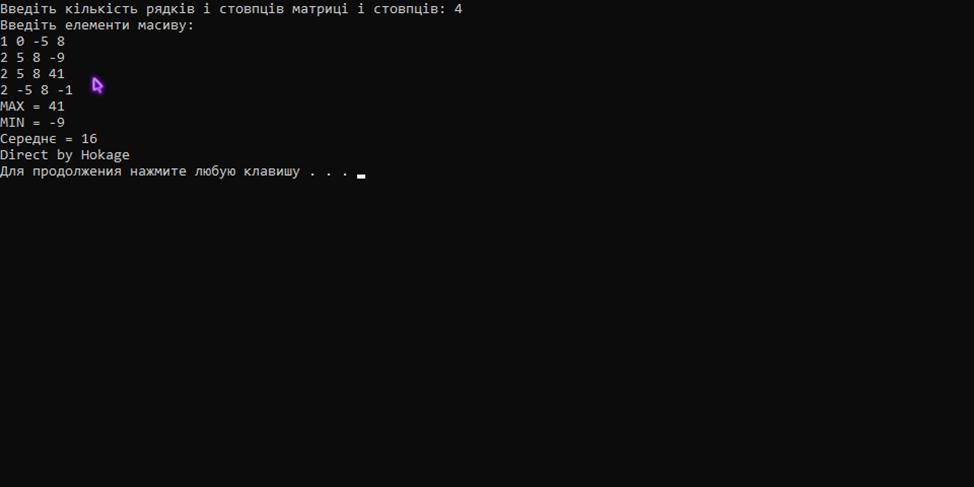 Введіть кількість рядків і стовпців матриці і стовпців: 4
Введіть елементи масиву:
1 0 -5 8
2 5 8 -9
2 5 8 41
2 -5 8 -1
MAX = 41
MIN = -9
Середнє = 16
Direct by Hokage
Для продолжения нажмите любую клавишу . . .